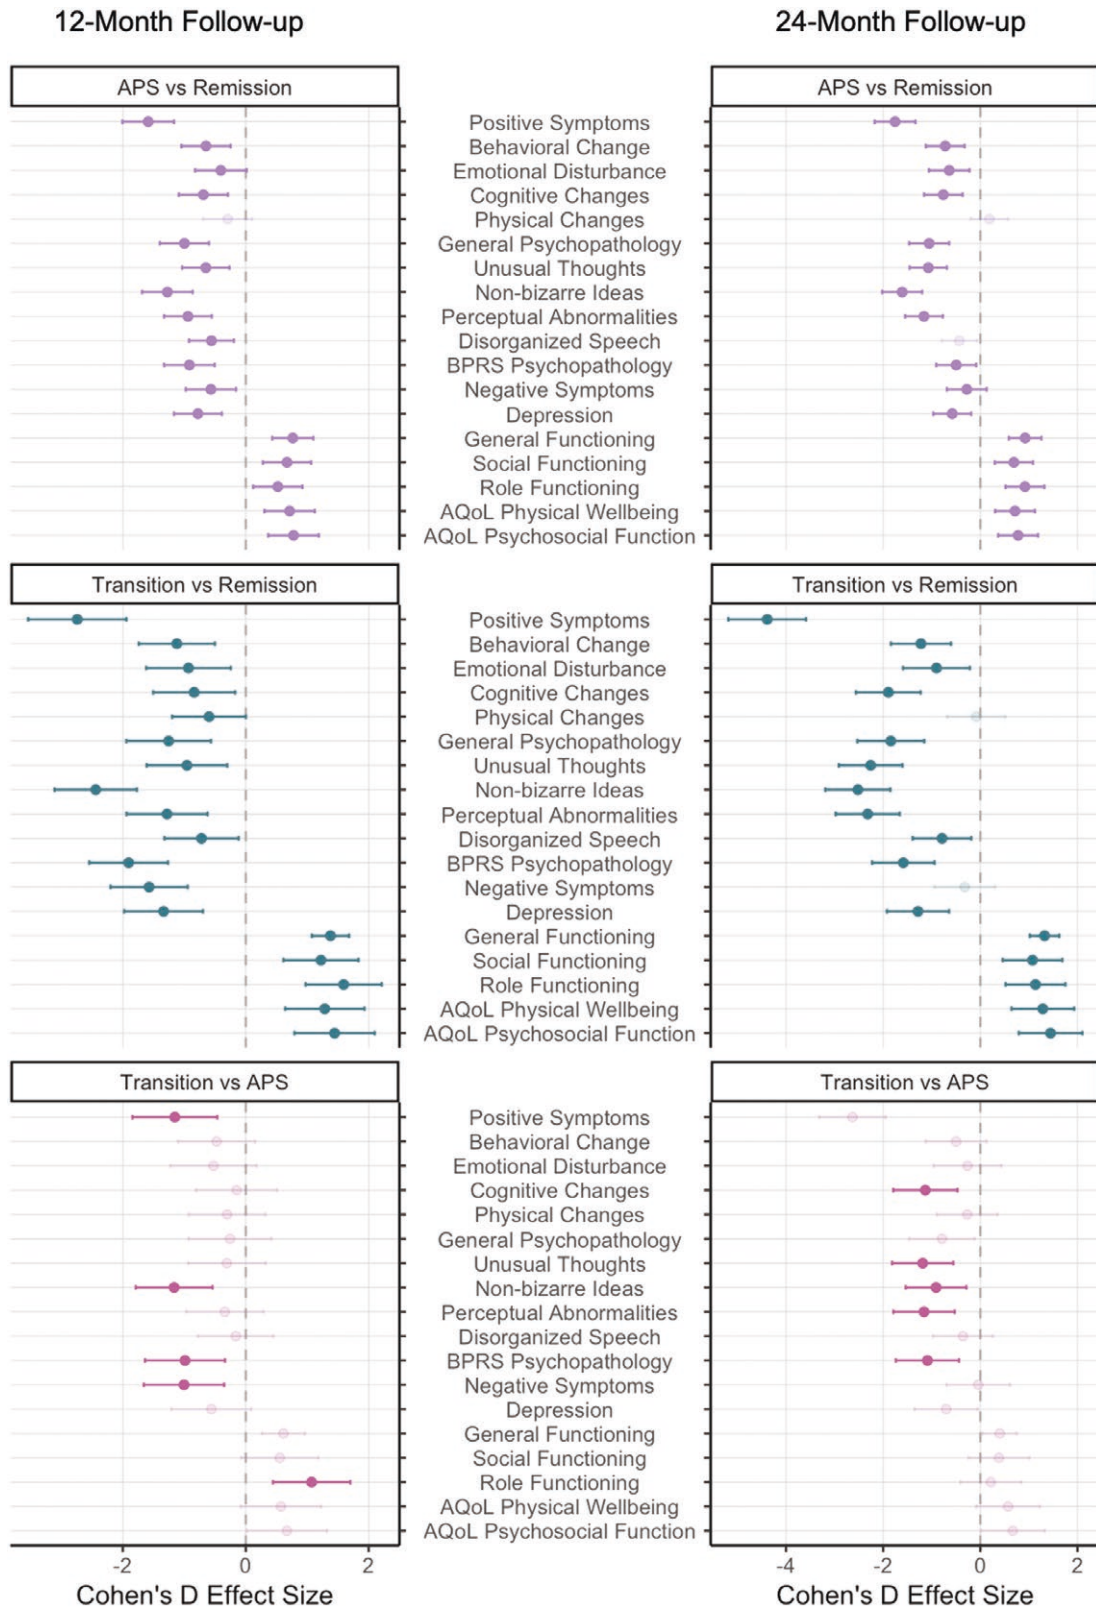 12-Month Follow-up
24-Month Follow-up
APS vs Remission
APS vs Remission
Positive Symptoms
Behavioral Change
Emotional Disturbance
Cognitive Changes
Physical Changes
General Psychopathology
Unusual Thoughts
Non-bizarre Ideas
Perceptual Abnormalities
Disorganized Speech
BPRS Psychopathology
Negative Symptoms
Depression
General Functioning
Social Functioning
Role Functioning
AQoL Physical Wellbeing
AQoL Psychosocial Function
Transition vs Remission
Transition vs Remission
Positive Symptoms
Behavioral Change
Emotional Disturbance
Cognitive Changes
Physical Changes
General Psychopathology
Unusual Thoughts
Non-bizarre Ideas
Perceptual Abnormalities
Disorganized Speech
BPRS Psychopathology
Negative Symptoms
Depression
General Functioning
Social Functioning
Role Functioning
AQoL Physical Wellbeing
AQoL Psychosocial Function
Transition vs APS
Transition vs APS
Positive Symptoms
Behavioral Change
Emotional Disturbance
Cognitive Changes
Physical Changes
General Psychopathology
Unusual Thoughts
Non-bizarre Ideas
Perceptual Abnormalities
Disorganized Speech
BPRS Psychopathology
Negative Symptoms
Depression
General Functioning
Social Functioning
Role Functioning
AQoL Physical Wellbeing
AQoL Psychosocial Function
-2 0 2
-4 -2 0 2
Cohen's D Effect Size
Cohen's D Effect Size